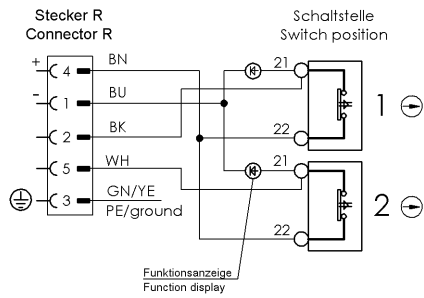 Stecker R
Connector R
Schaltstelle
Switch position
+ 4 BN
- 1 BU
2 BK
5 WH
3 GN/YE
PE/ground
21
22
1
21
22
2
Funktionsanzeige
Function display